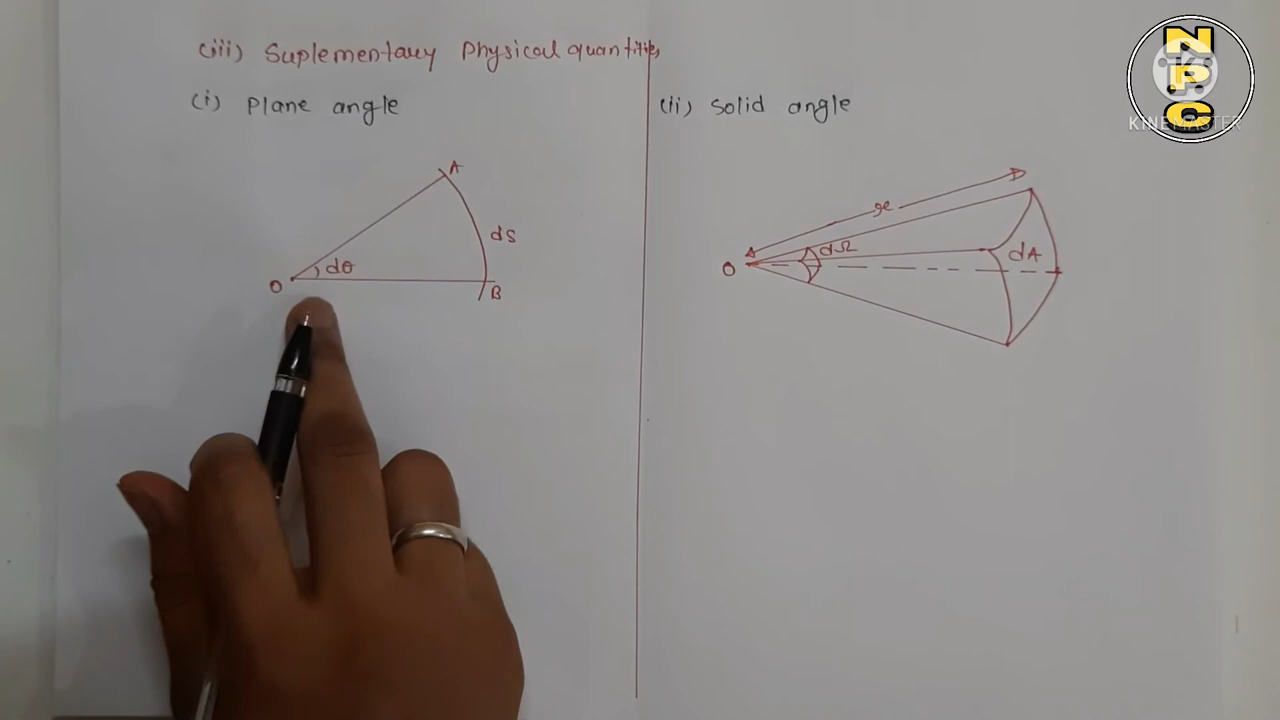 (iii) Suplementary Physical quantities
(i) Plane angle
A
ds
dθ
O
B
(ii) Solid angle
r
dΩ
O
dA
NPC
KINEMASTER